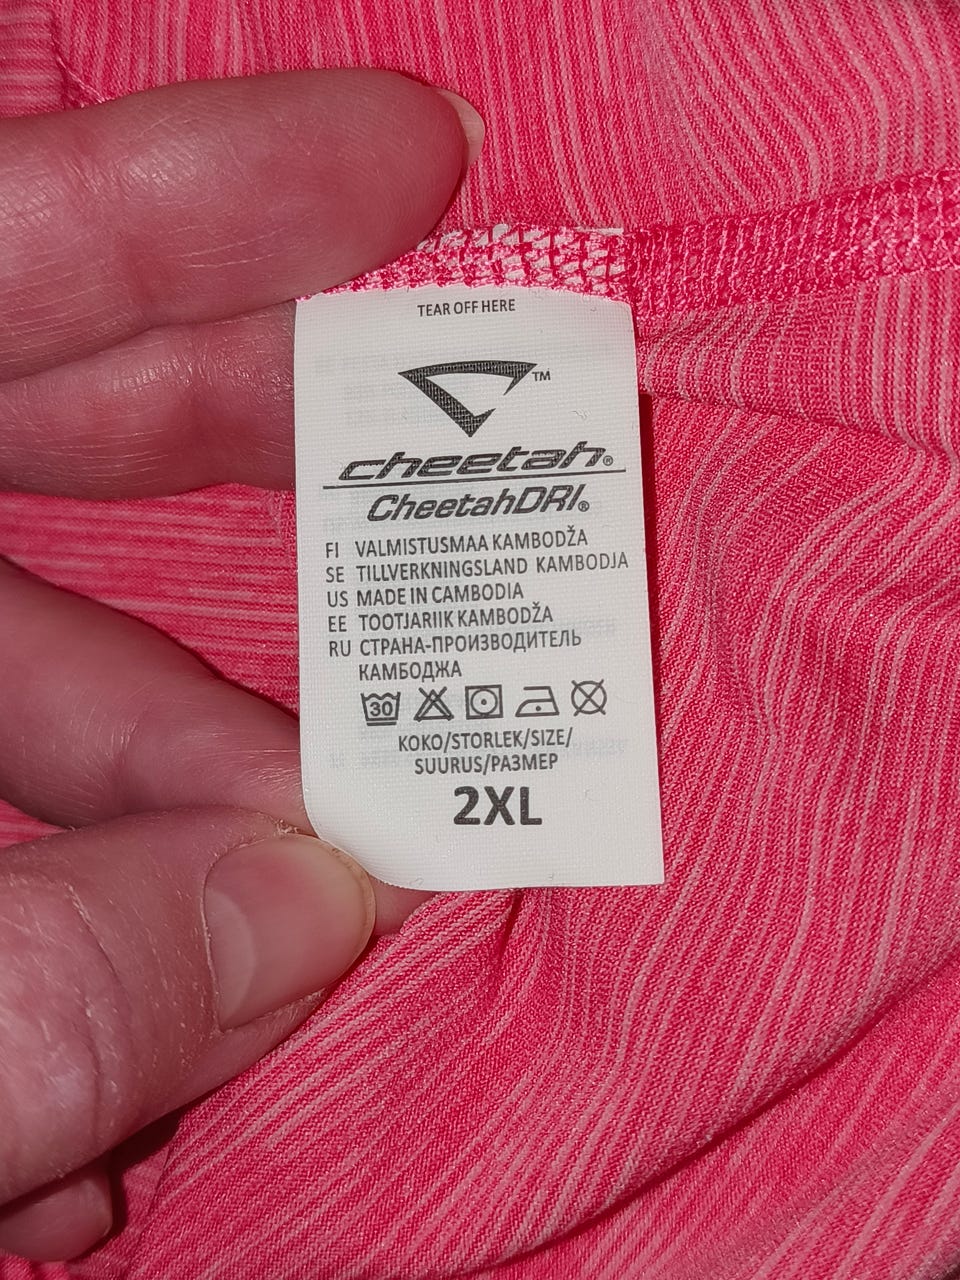 TEAR OFF HERE
™
cheetah®
CheetahDRI®
FI VALMISTUSMAA KAMBODŽA
SE TILLVERKNINGSLAND KAMBODJA
US MADE IN CAMBODIA
EE TOOTJARIIK KAMBODŽA
RU СТРАНА-ПРОИЗВОДИТЕЛЬ
КАМБОДЖА
30
KOKO/STORLEK/SIZE/
SUURUS/РАЗМЕР
2XL